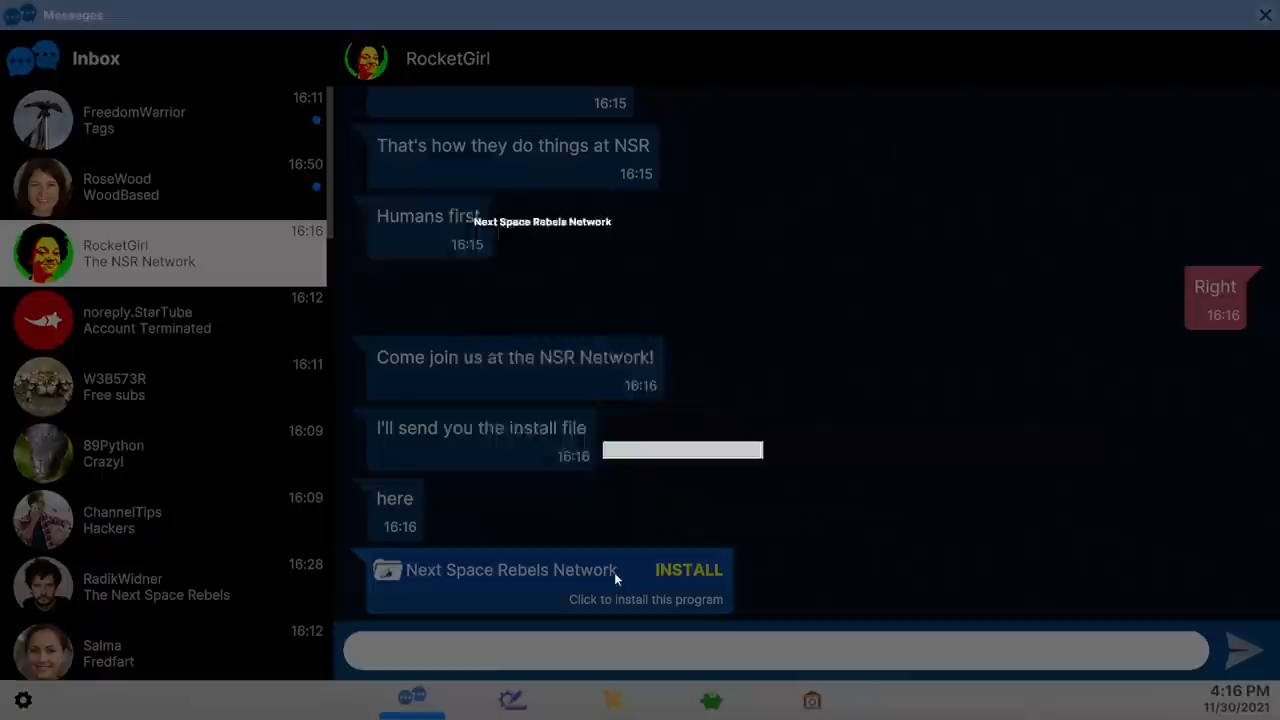 Messages
Inbox
RocketGirl
FreedomWarrior
Tags
16:11
RoseWood
WoodBased
16:50
RocketGirl
The NSR Network
16:16
noreply.StarTube
Account Terminated
16:12
W3B573R
Free subs
16:11
89Python
Crazy!
16:09
ChannelTips
Hackers
16:09
RadikWidner
The Next Space Rebels
16:28
Salma
Fredfart
16:12
16:15
That's how they do things at NSR
16:15
Humans first
16:15
Next Space Rebels Network
Right
16:16
Come join us at the NSR Network!
16:16
I'll send you the install file
16:16
here
16:16
Next Space Rebels Network INSTALL
Click to install this program
4:16 PM
11/30/2021